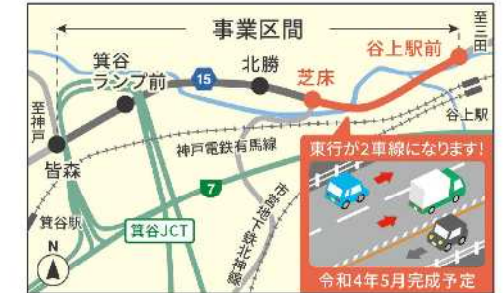 事業区間
至三田
谷上駅前
箕谷
ランプ前
15
北勝
芝床
至神戸
谷上駅
神戸電鉄有馬線
皆森
東行が2車線になります!
7
箕谷駅
箕谷JCT
市営地下鉄北神線
N
令和4年5月完成予定